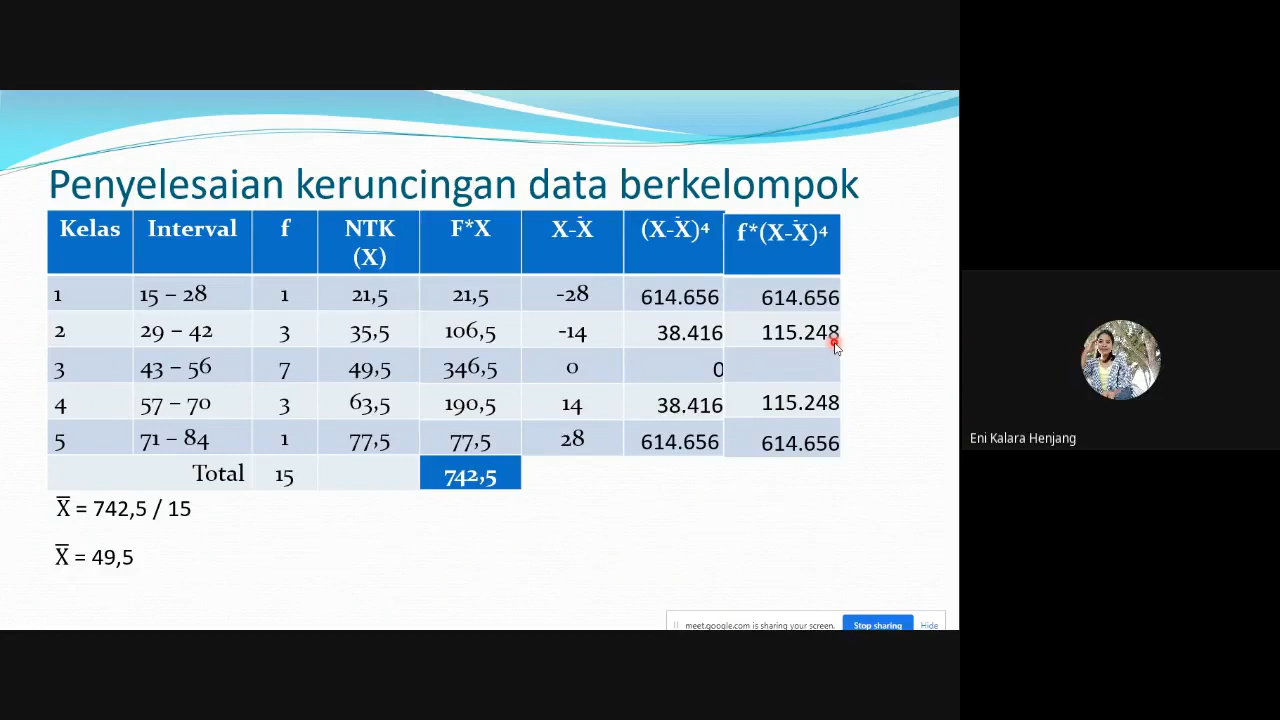 Penyelesaian keruncingan data berkelompok
Kelas Interval f NTK (X) F*X X-Ẋ (X-Ẋ)⁴ f*(X-Ẋ)⁴
1 15 – 28 1 21,5 21,5 -28 614.656 614.656
2 29 – 42 3 35,5 106,5 -14 38.416 115.248
3 43 – 56 7 49,5 346,5 0 0
4 57 – 70 3 63,5 190,5 14 38.416 115.248
5 71 – 84 1 77,5 77,5 28 614.656 614.656
Total 15 742,5
X̅ = 742,5 / 15
X̅ = 49,5
meet.google.com is sharing your screen. Stop sharing Hide
Eni Kalara Henjang